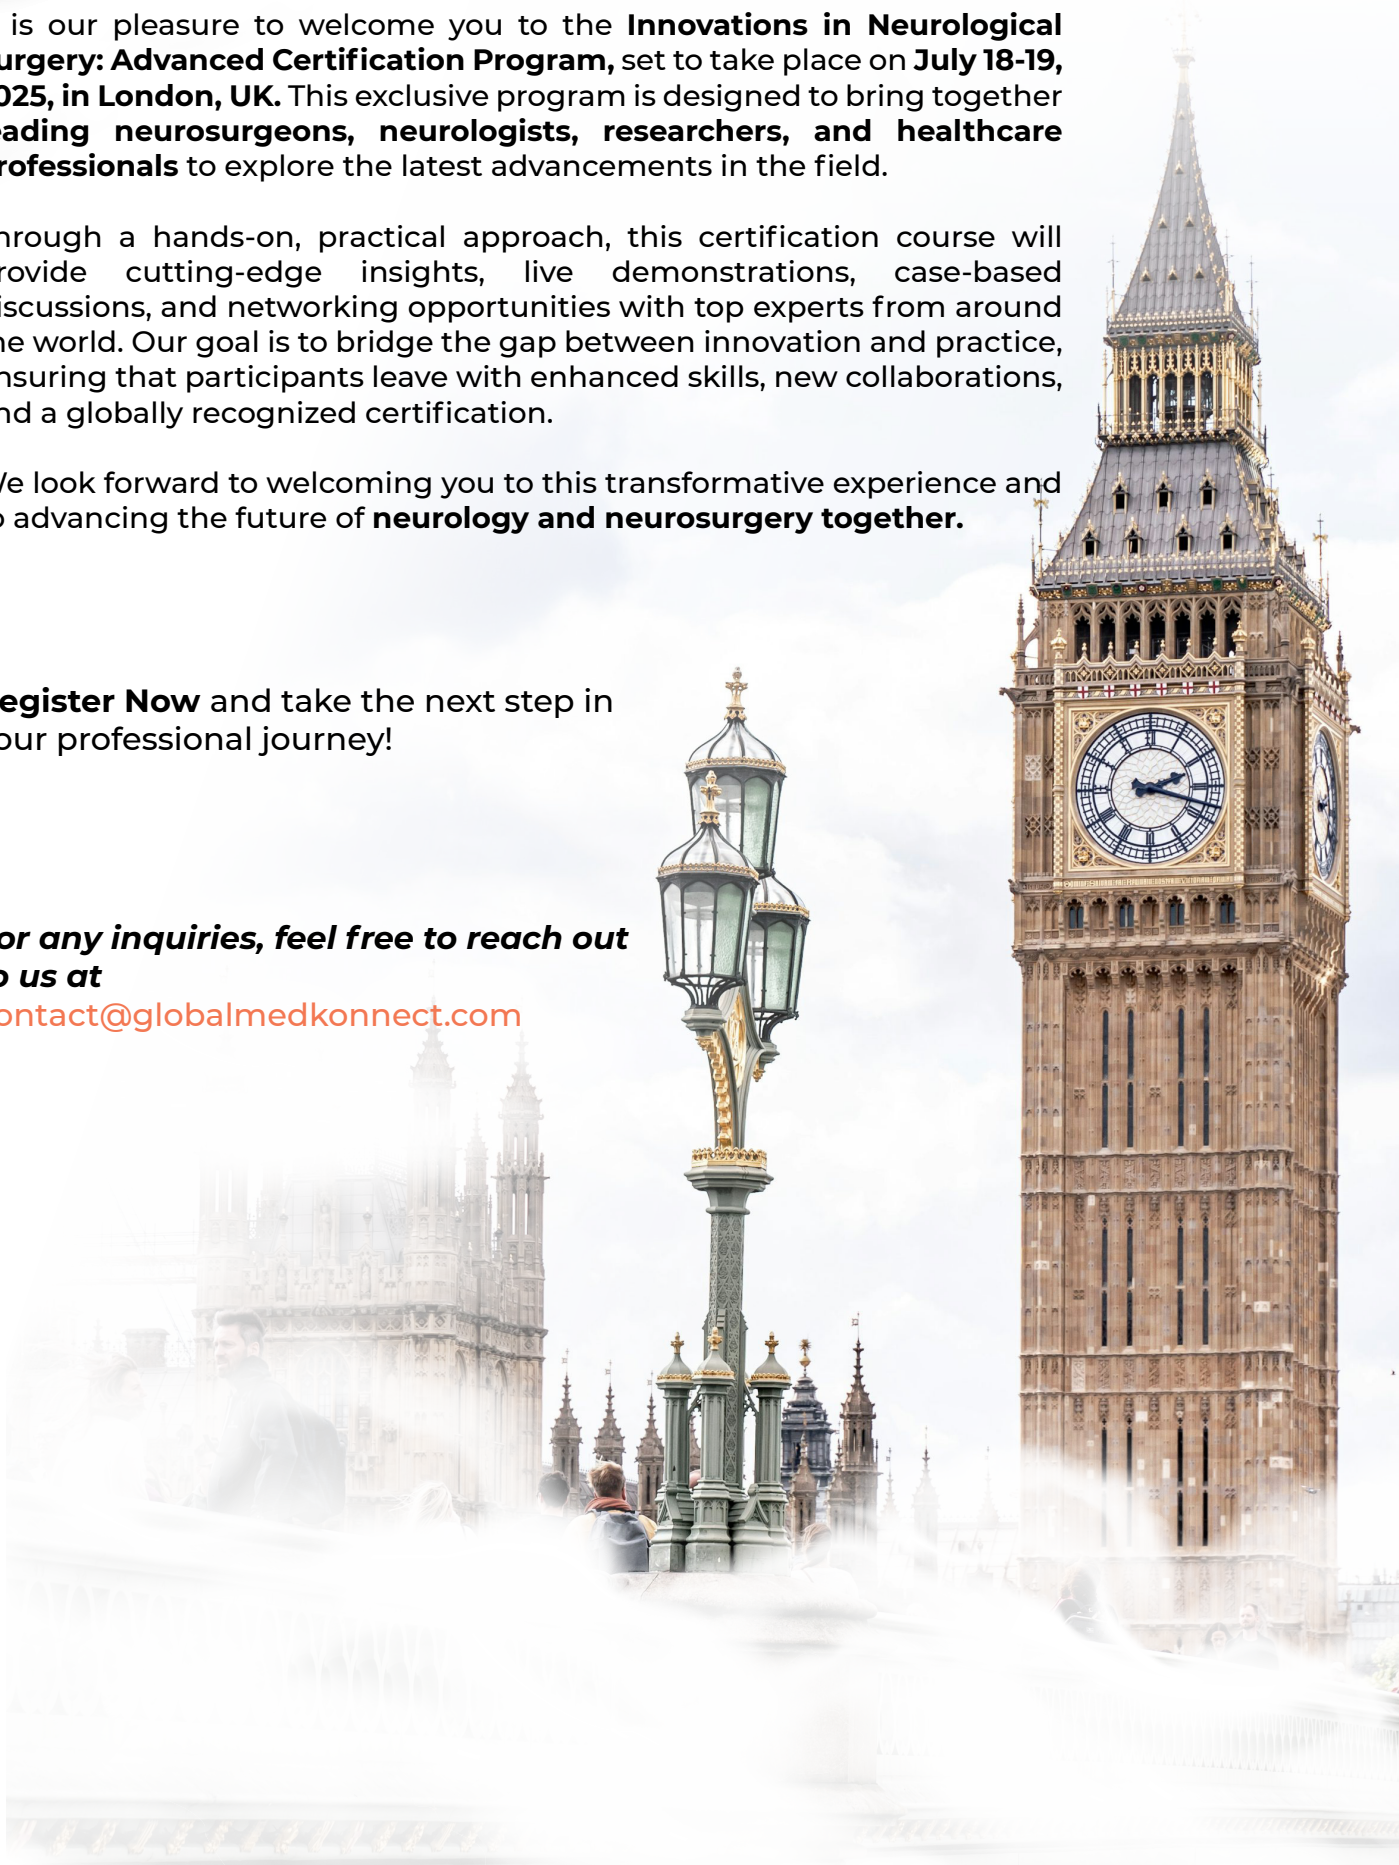 is our pleasure to welcome you to the Innovations in Neurological
urgery: Advanced Certification Program, set to take place on July 18-19,
025, in London, UK. This exclusive program is designed to bring together
eading neurosurgeons, neurologists, researchers, and healthcare
rofessionals to explore the latest advancements in the field.
hrough a hands-on, practical approach, this certification course will
rovide cutting-edge insights, live demonstrations, case-based
iscussions, and networking opportunities with top experts from around
he world. Our goal is to bridge the gap between innovation and practice,
nsuring that participants leave with enhanced skills, new collaborations,
nd a globally recognized certification.
We look forward to welcoming you to this transformative experience and
o advancing the future of neurology and neurosurgery together.
egister Now and take the next step in
our professional journey!
or any inquiries, feel free to reach out
o us at
ontact@globalmedkonnect.com